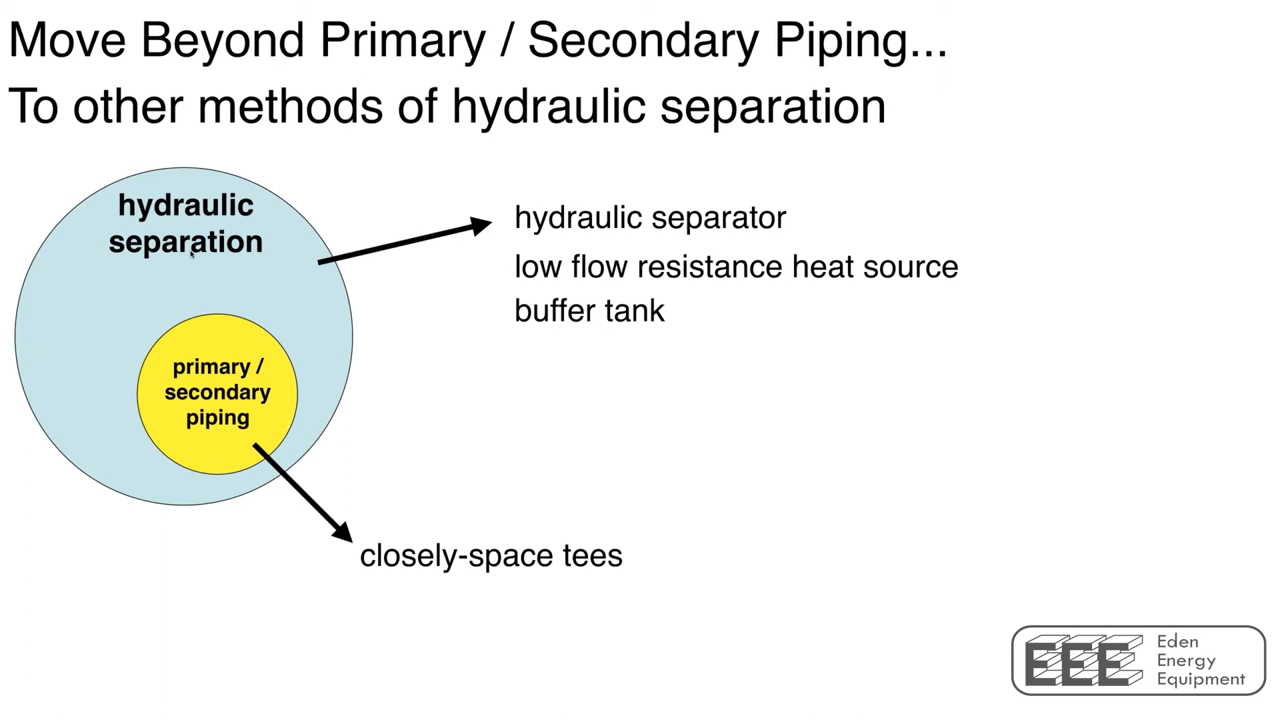 Move Beyond Primary / Secondary Piping...
To other methods of hydraulic separation
hydraulic
separation
hydraulic separator
low flow resistance heat source
buffer tank
primary /
secondary
piping
closely-space tees
EEE
Eden
Energy
Equipment